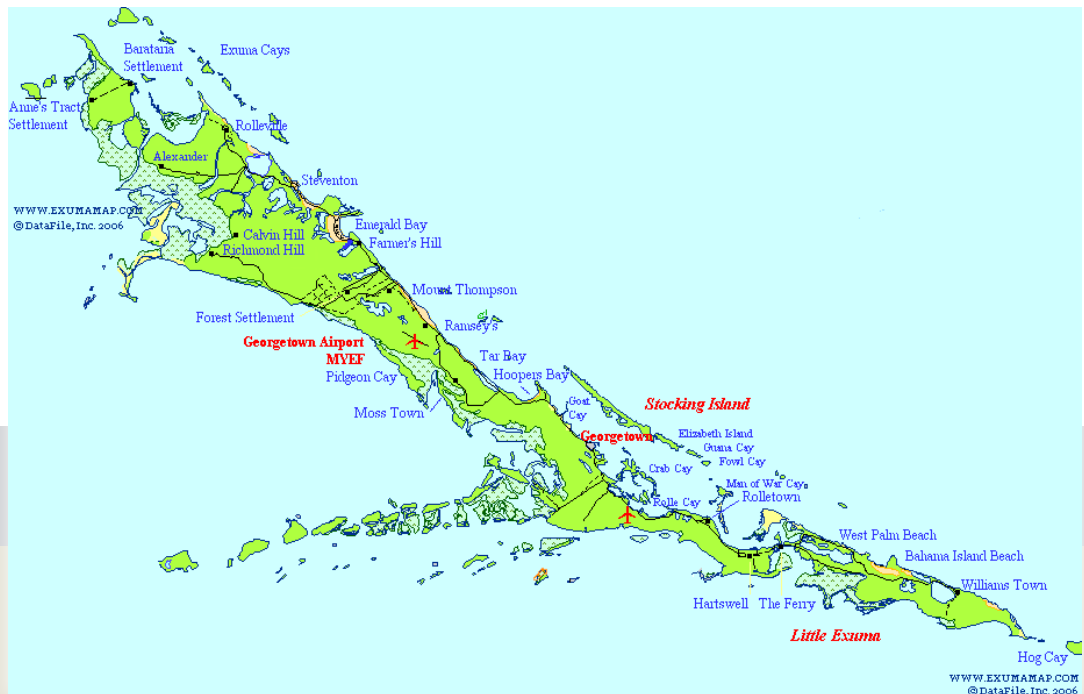 Barataria
Settlement
Exuma Cays
Anne's Tract
Settlement
Rolleville
Alexander
Steventon
WWW.EXUMAMAP.COM
©DataFile, Inc. 2006
Emerald Bay
Calvin Hill
Farmer's Hill
Richmond Hill
Mount Thompson
Forest Settlement
Ramsey's
Georgetown Airport
MYEF
Tar Bay
Pidgeon Cay
Hoopers Bay
Moss Town
Goat
Cay
Stocking Island
Georgetown
Elizabeth Island
Guana Cay
Fowl Cay
Crab Cay
Man of War Cay
Rolle Cay
Rolletown
West Palm Beach
Bahama Island Beach
Williams Town
Hartswell
The Ferry
Little Exuma
Hog Cay
WWW.EXUMAMAP.COM
©DataFile, Inc. 2006